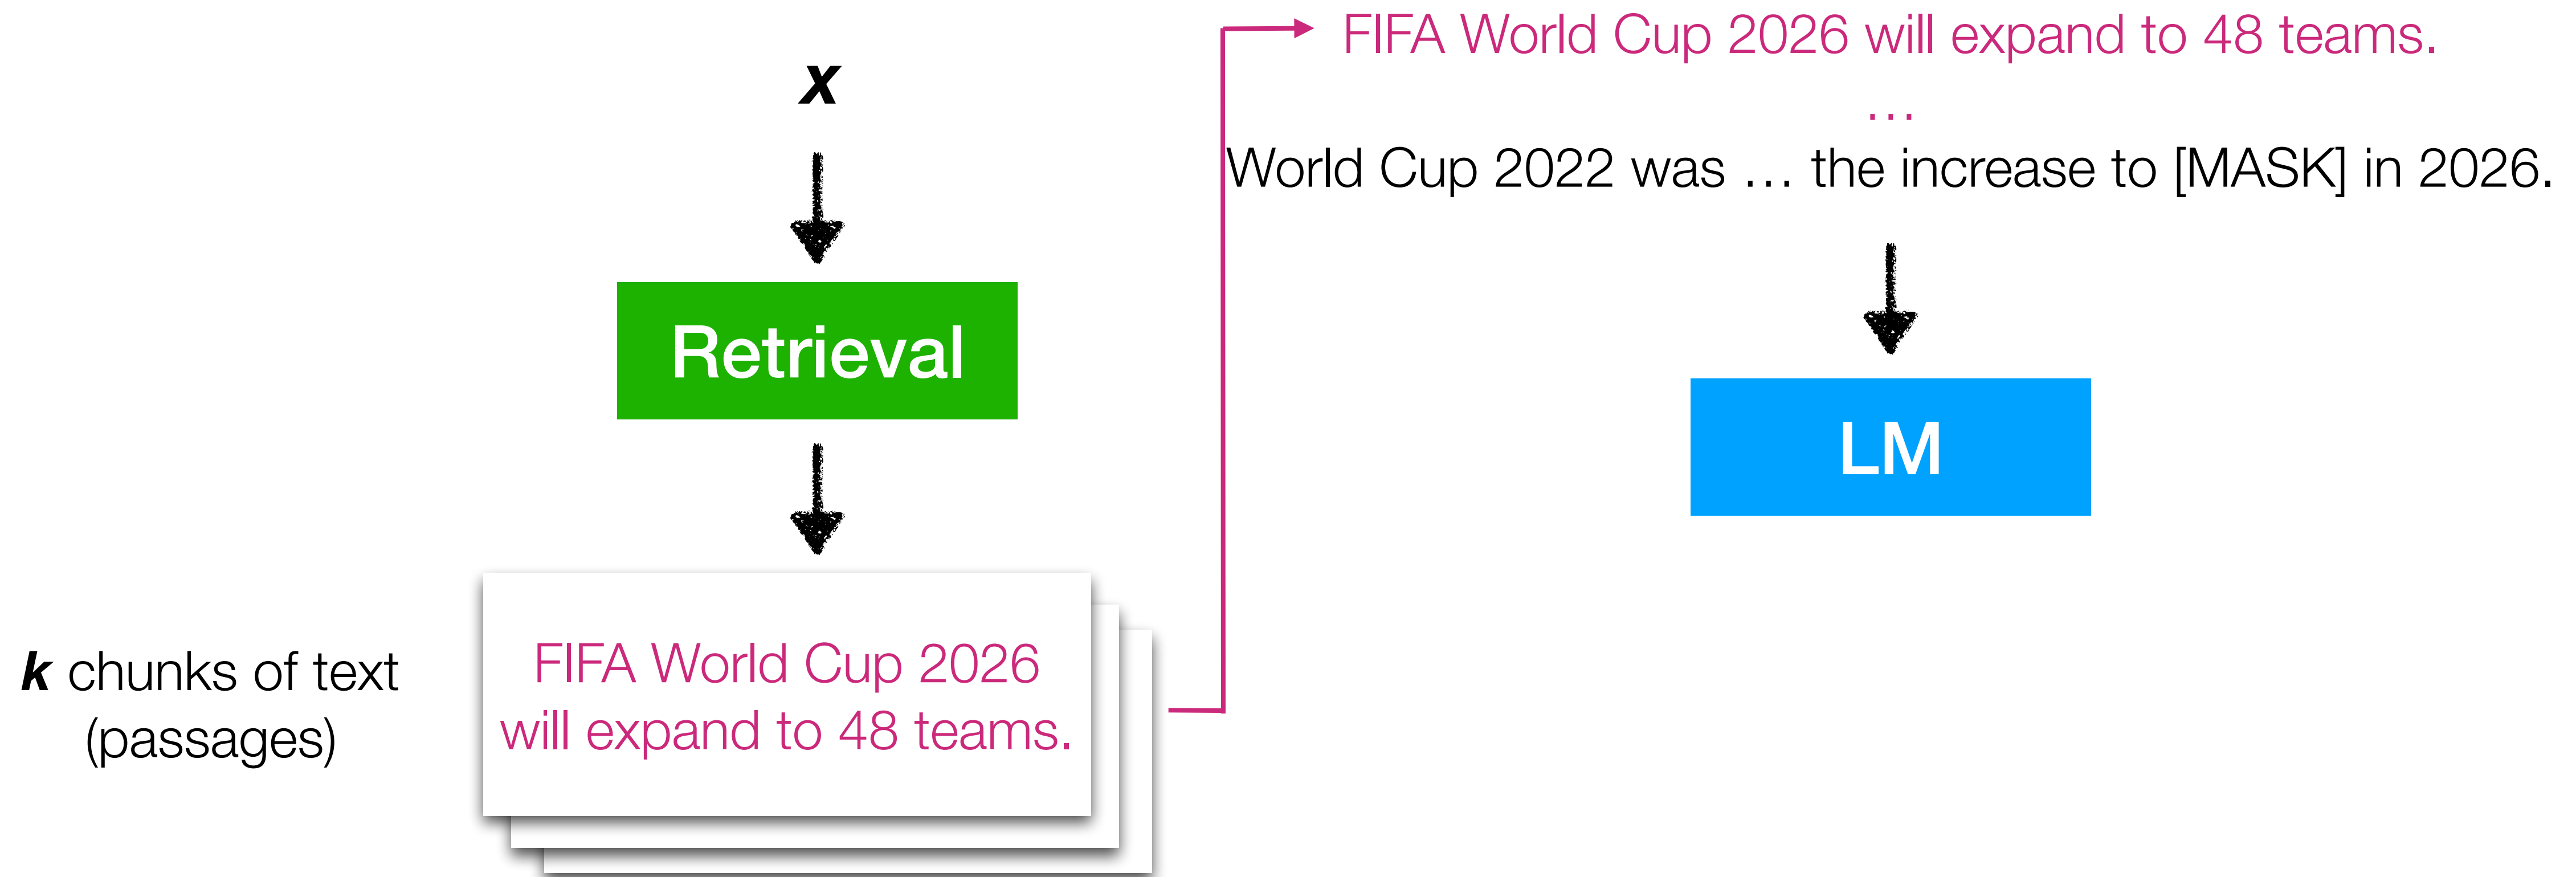 x
Retrieval
k chunks of text
(passages)
FIFA World Cup 2026
will expand to 48 teams.
FIFA World Cup 2026 will expand to 48 teams.
…
World Cup 2022 was … the increase to [MASK] in 2026.
LM